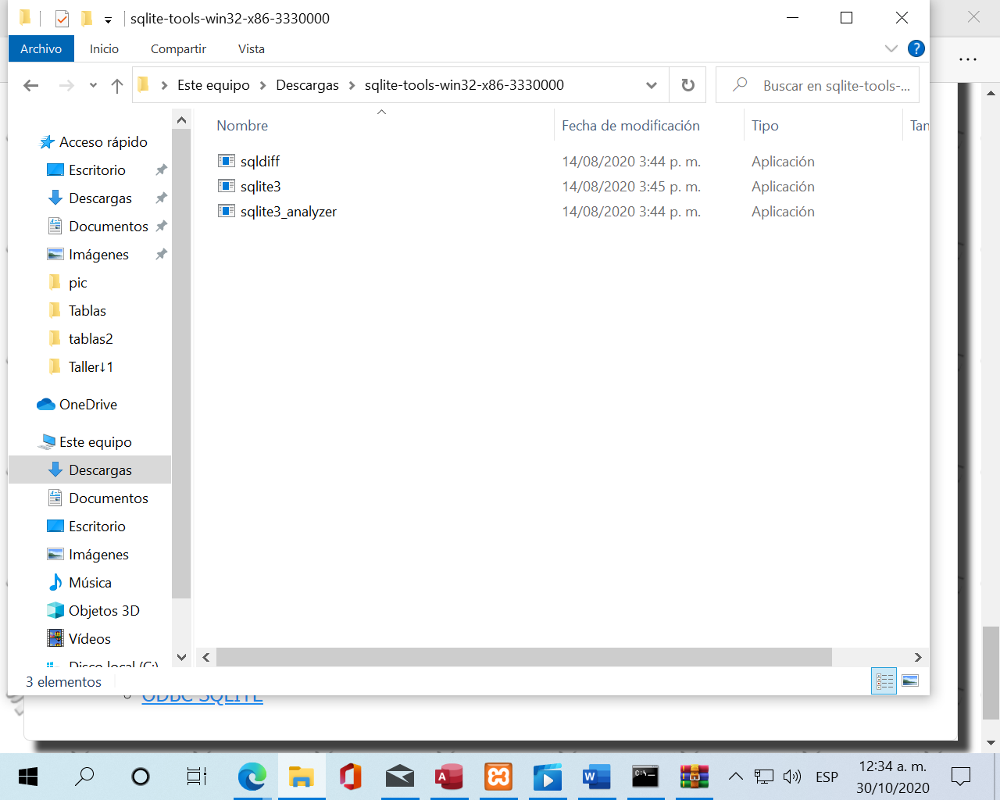 sqlite-tools-win32-x86-3330000
Archivo Inicio Compartir Vista
Este equipo Descargas sqlite-tools-win32-x86-3330000
Buscar en sqlite-tools-...
Nombre Fecha de modificación Tipo Tan
sqldiff 14/08/2020 3:44 p. m. Aplicación
sqlite3 14/08/2020 3:45 p. m. Aplicación
sqlite3_analyzer 14/08/2020 3:44 p. m. Aplicación
Acceso rápido
Escritorio
Descargas
Documentos
Imágenes
pic
Tablas
tablas2
Taller↓1
OneDrive
Este equipo
Descargas
Documentos
Escritorio
Imágenes
Música
Objetos 3D
Vídeos
Disco local (C:)
3 elementos
ODBC SQLITE
ESP
12:34 a. m.
30/10/2020